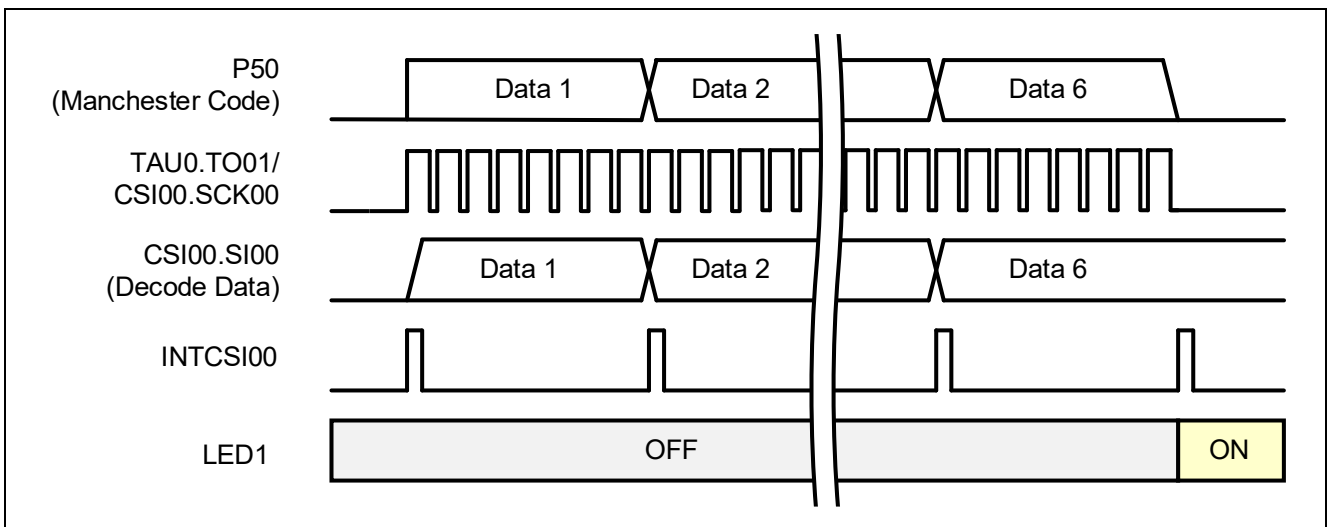 P50
(Manchester Code)
Data 1
Data 2
Data 6
TAU0.TO01/
CSI00.SCK00
CSI00.SI00
(Decode Data)
Data 1
Data 2
Data 6
INTCSI00
LED1
OFF
ON